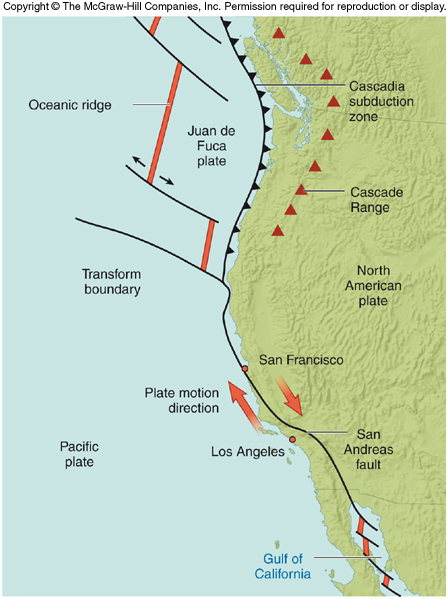 Copyright © The McGraw-Hill Companies, Inc. Permission required for reproduction or display.
Oceanic ridge
Cascadia
subduction
zone
Juan de
Fuca
plate
Cascade
Range
Transform
boundary
North
American
plate
San Francisco
Plate motion
direction
Pacific
plate
Los Angeles
San
Andreas
fault
Gulf of
California